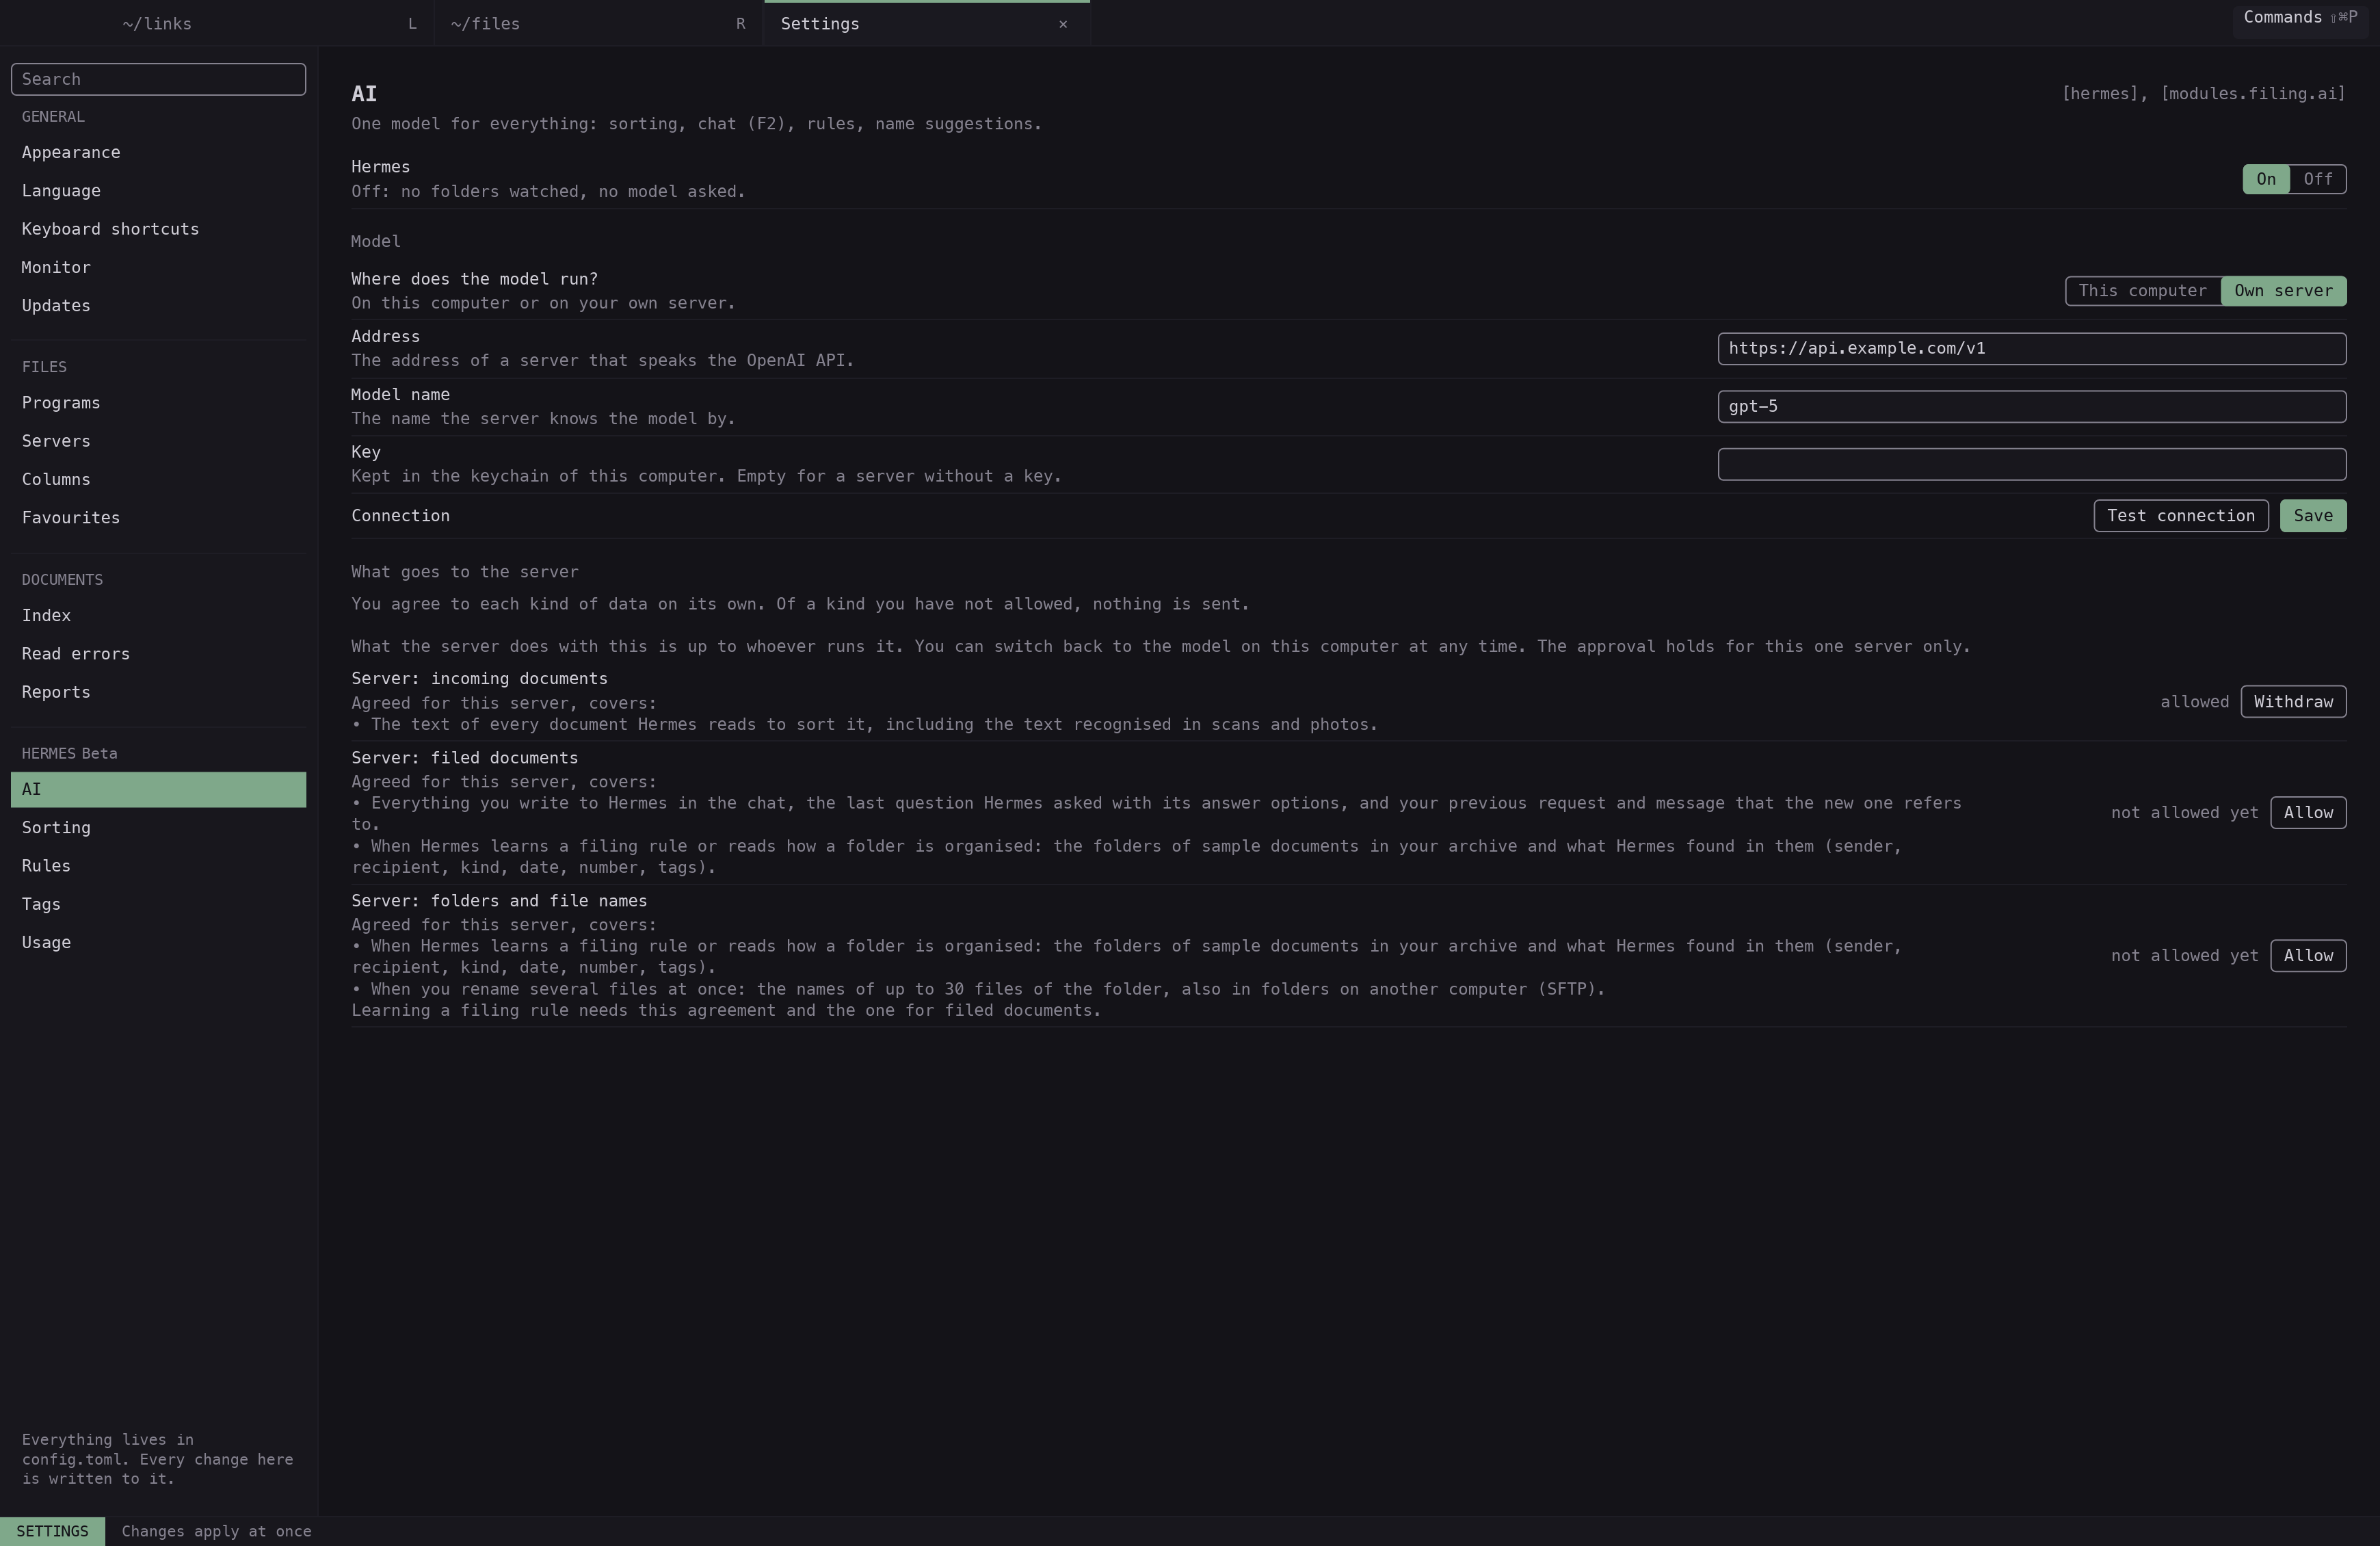 ~/links L ~/files R Settings × Commands ⇧⌘P
Search
GENERAL
Appearance
Language
Keyboard shortcuts
Monitor
Updates
FILES
Programs
Servers
Columns
Favourites
DOCUMENTS
Index
Read errors
Reports
HERMES Beta
AI
Sorting
Rules
Tags
Usage
Everything lives in
config.toml. Every change here
is written to it.
AI [hermes], [modules.filing.ai]
One model for everything: sorting, chat (F2), rules, name suggestions.
Hermes
Off: no folders watched, no model asked.
On Off
Model
Where does the model run?
On this computer or on your own server.
This computer Own server
Address
The address of a server that speaks the OpenAI API.
https://api.example.com/v1
Model name
The name the server knows the model by.
gpt-5
Key
Kept in the keychain of this computer. Empty for a server without a key.
Connection Test connection Save
What goes to the server
You agree to each kind of data on its own. Of a kind you have not allowed, nothing is sent.
What the server does with this is up to whoever runs it. You can switch back to the model on this computer at any time. The approval holds for this one server only.
Server: incoming documents
Agreed for this server, covers:
• The text of every document Hermes reads to sort it, including the text recognised in scans and photos.
allowed Withdraw
Server: filed documents
Agreed for this server, covers:
• Everything you write to Hermes in the chat, the last question Hermes asked with its answer options, and your previous request and message that the new one refers
to.
• When Hermes learns a filing rule or reads how a folder is organised: the folders of sample documents in your archive and what Hermes found in them (sender,
recipient, kind, date, number, tags).
not allowed yet Allow
Server: folders and file names
Agreed for this server, covers:
• When Hermes learns a filing rule or reads how a folder is organised: the folders of sample documents in your archive and what Hermes found in them (sender,
recipient, kind, date, number, tags).
• When you rename several files at once: the names of up to 30 files of the folder, also in folders on another computer (SFTP).
Learning a filing rule needs this agreement and the one for filed documents.
not allowed yet Allow
SETTINGS Changes apply at once